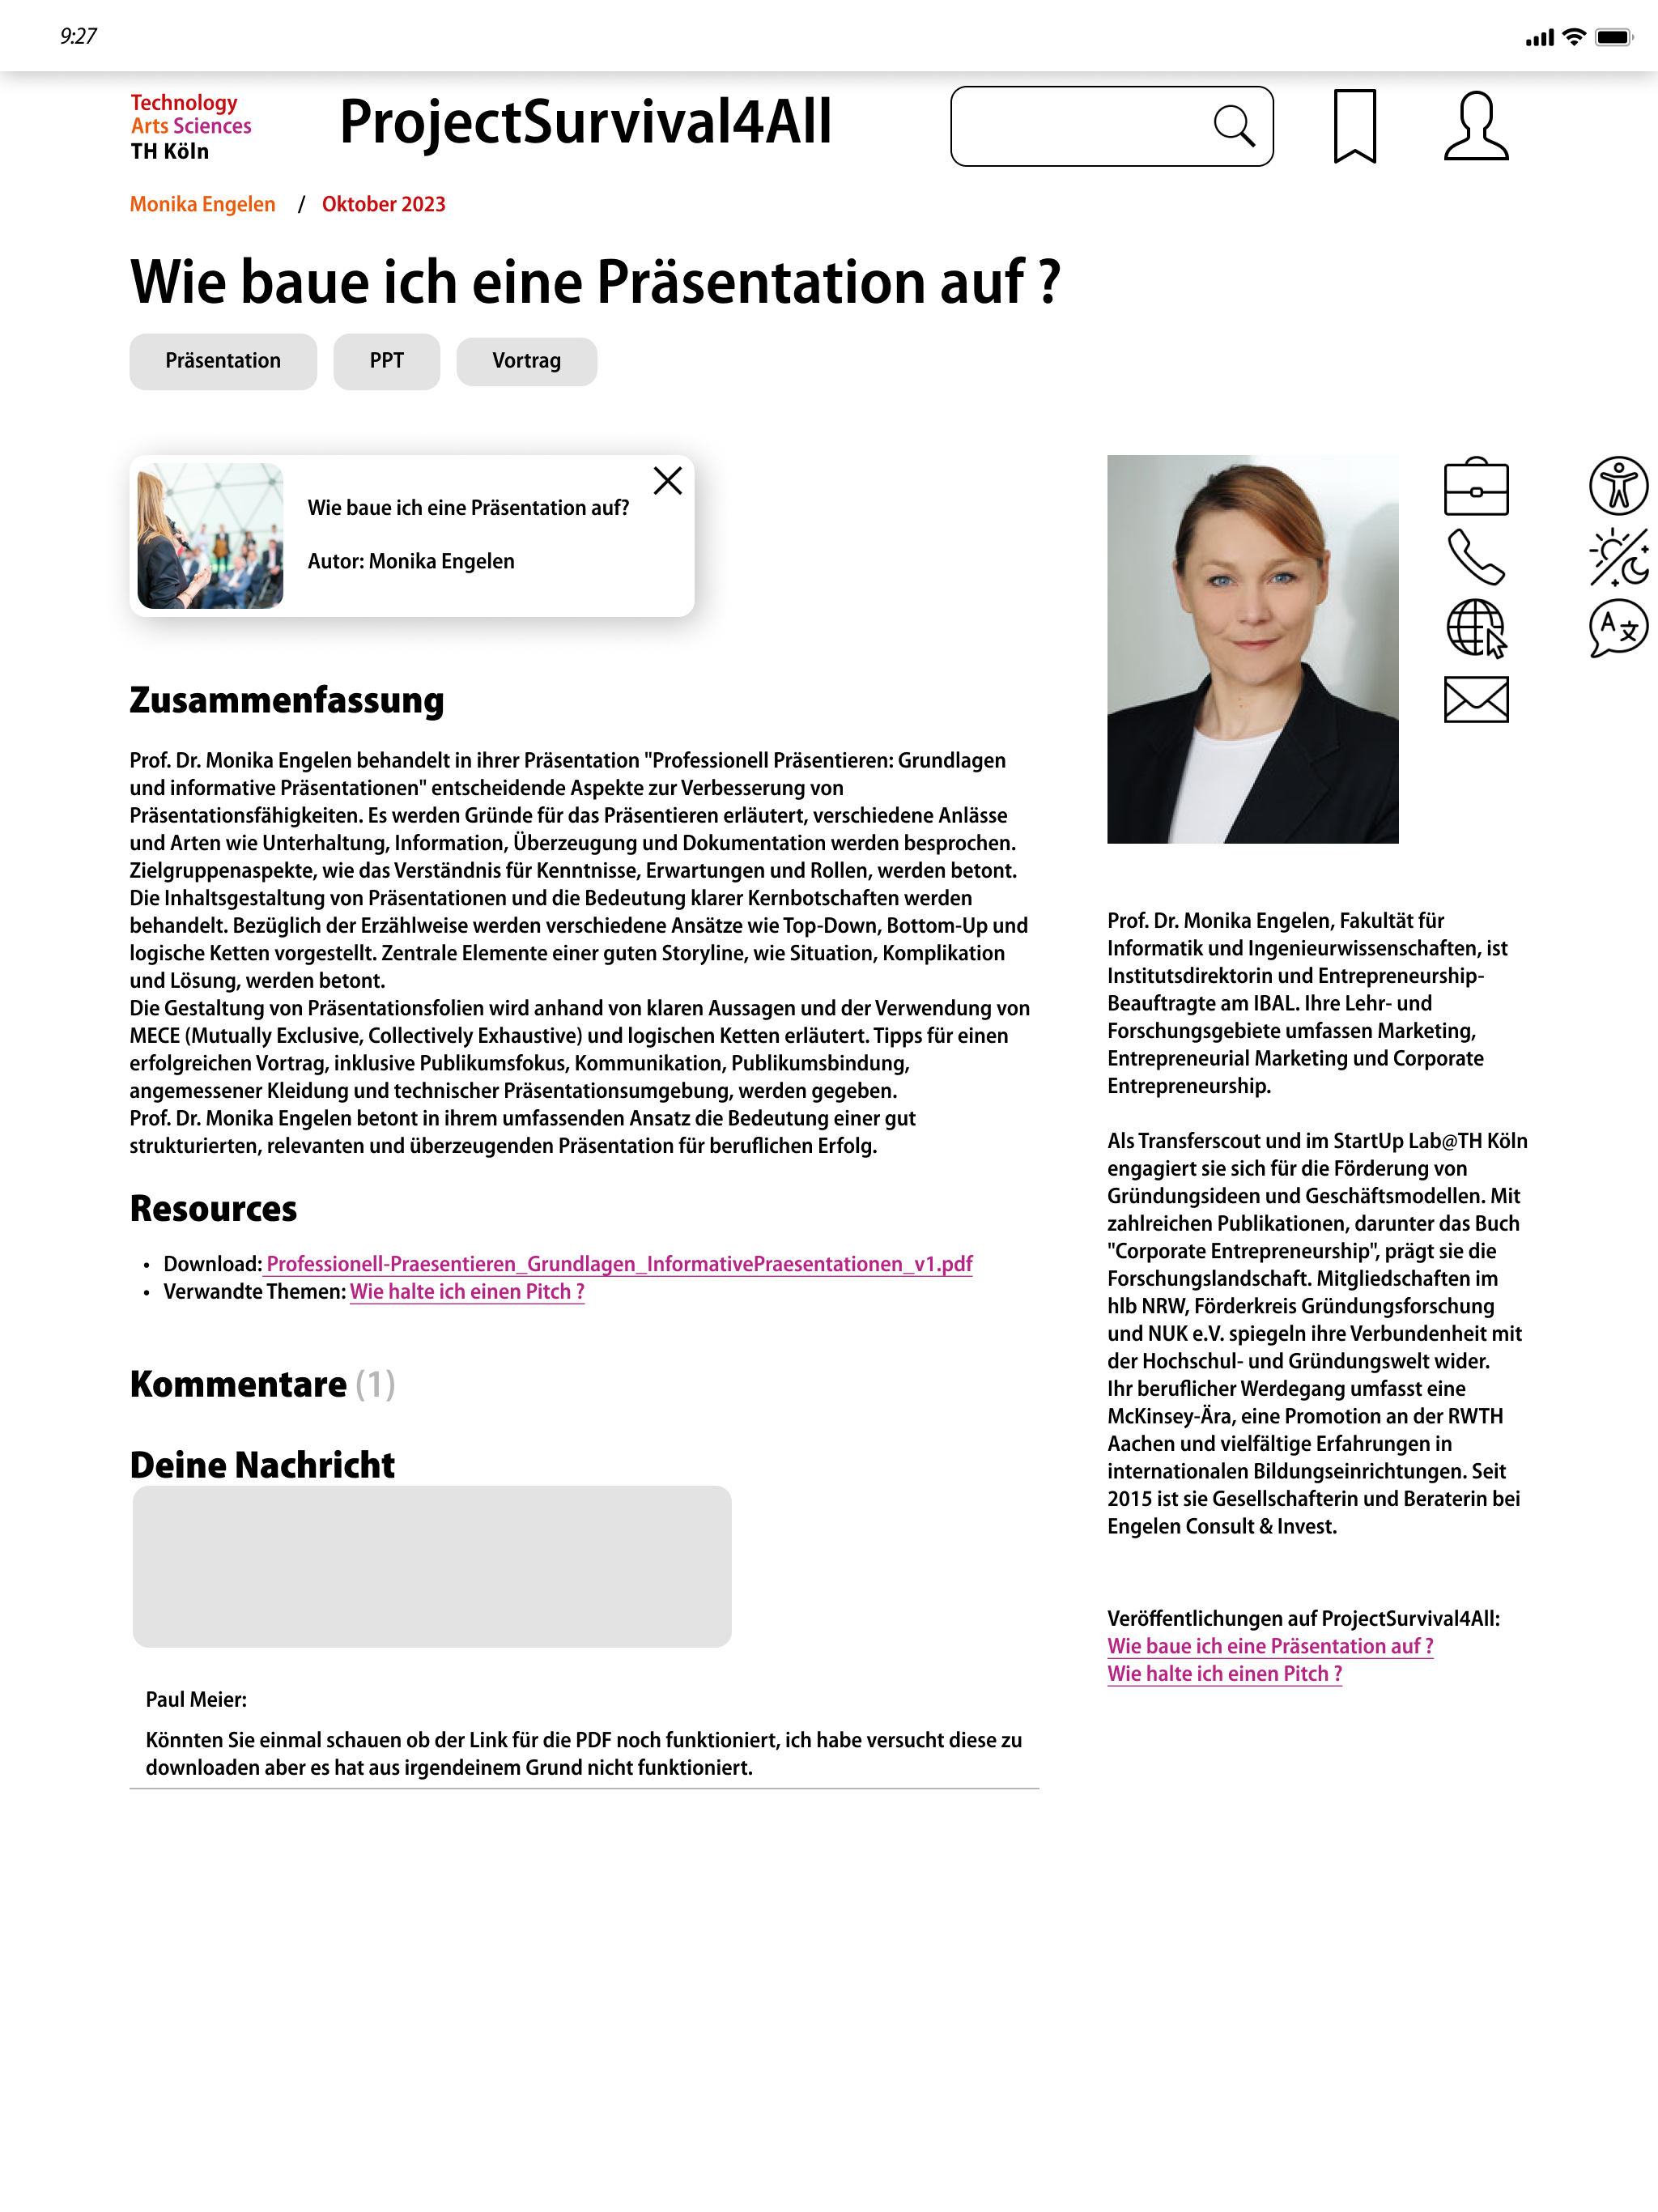 9:27
Technology
Arts Sciences
TH Köln
ProjectSurvival4All
Monika Engelen / Oktober 2023
Wie baue ich eine Präsentation auf ?
Präsentation
PPT
Vortrag
Wie baue ich eine Präsentation auf?
Autor: Monika Engelen
Zusammenfassung
Prof. Dr. Monika Engelen behandelt in ihrer Präsentation "Professionell Präsentieren: Grundlagen
und informative Präsentationen" entscheidende Aspekte zur Verbesserung von
Präsentationsfähigkeiten. Es werden Gründe für das Präsentieren erläutert, verschiedene Anlässe
und Arten wie Unterhaltung, Information, Überzeugung und Dokumentation werden besprochen.
Zielgruppenaspekte, wie das Verständnis für Kenntnisse, Erwartungen und Rollen, werden betont.
Die Inhaltsgestaltung von Präsentationen und die Bedeutung klarer Kernbotschaften werden
behandelt. Bezüglich der Erzählweise werden verschiedene Ansätze wie Top-Down, Bottom-Up und
logische Ketten vorgestellt. Zentrale Elemente einer guten Storyline, wie Situation, Komplikation
und Lösung, werden betont.
Die Gestaltung von Präsentationsfolien wird anhand von klaren Aussagen und der Verwendung von
MECE (Mutually Exclusive, Collectively Exhaustive) und logischen Ketten erläutert. Tipps für einen
erfolgreichen Vortrag, inklusive Publikumsfokus, Kommunikation, Publikumsbindung,
angemessener Kleidung und technischer Präsentationsumgebung, werden gegeben.
Prof. Dr. Monika Engelen betont in ihrem umfassenden Ansatz die Bedeutung einer gut
strukturierten, relevanten und überzeugenden Präsentation für beruflichen Erfolg.
Resources
• Download: Professionell-Praesentieren_Grundlagen_InformativePraesentationen_v1.pdf
• Verwandte Themen: Wie halte ich einen Pitch ?
Kommentare (1)
Deine Nachricht
Paul Meier:
Könnten Sie einmal schauen ob der Link für die PDF noch funktioniert, ich habe versucht diese zu
downloaden aber es hat aus irgendeinem Grund nicht funktioniert.
A 文
Prof. Dr. Monika Engelen, Fakultät für
Informatik und Ingenieurwissenschaften, ist
Institutsdirektorin und Entrepreneurship-
Beauftragte am IBAL. Ihre Lehr- und
Forschungsgebiete umfassen Marketing,
Entrepreneurial Marketing und Corporate
Entrepreneurship.
Als Transferscout und im StartUp Lab@TH Köln
engagiert sie sich für die Förderung von
Gründungsideen und Geschäftsmodellen. Mit
zahlreichen Publikationen, darunter das Buch
"Corporate Entrepreneurship", prägt sie die
Forschungslandschaft. Mitgliedschaften im
hlb NRW, Förderkreis Gründungsforschung
und NUK e.V. spiegeln ihre Verbundenheit mit
der Hochschul- und Gründungswelt wider.
Ihr beruflicher Werdegang umfasst eine
McKinsey-Ära, eine Promotion an der RWTH
Aachen und vielfältige Erfahrungen in
internationalen Bildungseinrichtungen. Seit
2015 ist sie Gesellschafterin und Beraterin bei
Engelen Consult & Invest.
Veröffentlichungen auf ProjectSurvival4All:
Wie baue ich eine Präsentation auf ?
Wie halte ich einen Pitch ?